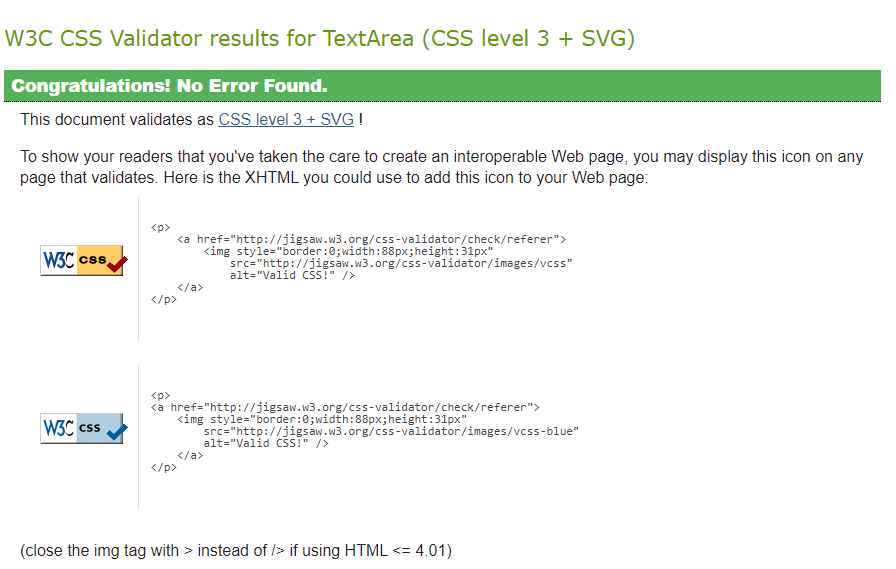 W3C CSS Validator results for TextArea (CSS level 3 + SVG)
Congratulations! No Error Found.
This document validates as CSS level 3 + SVG !
To show your readers that you've taken the care to create an interoperable Web page, you may display this icon on any
page that validates. Here is the XHTML you could use to add this icon to your Web page:
W3C css
<p>
<a href="http://jigsaw.w3.org/css-validator/check/referer">
<img style="border:0;width:88px;height:31px"
src="http://jigsaw.w3.org/css-validator/images/vcss"
alt="Valid CSS!" />
</a>
</p>
W3C css
<p>
<a href="http://jigsaw.w3.org/css-validator/check/referer">
<img style="border:0;width:88px;height:31px"
src="http://jigsaw.w3.org/css-validator/images/vcss-blue"
alt="Valid CSS!" />
</a>
</p>
(close the img tag with > instead of /> if using HTML <= 4.01)